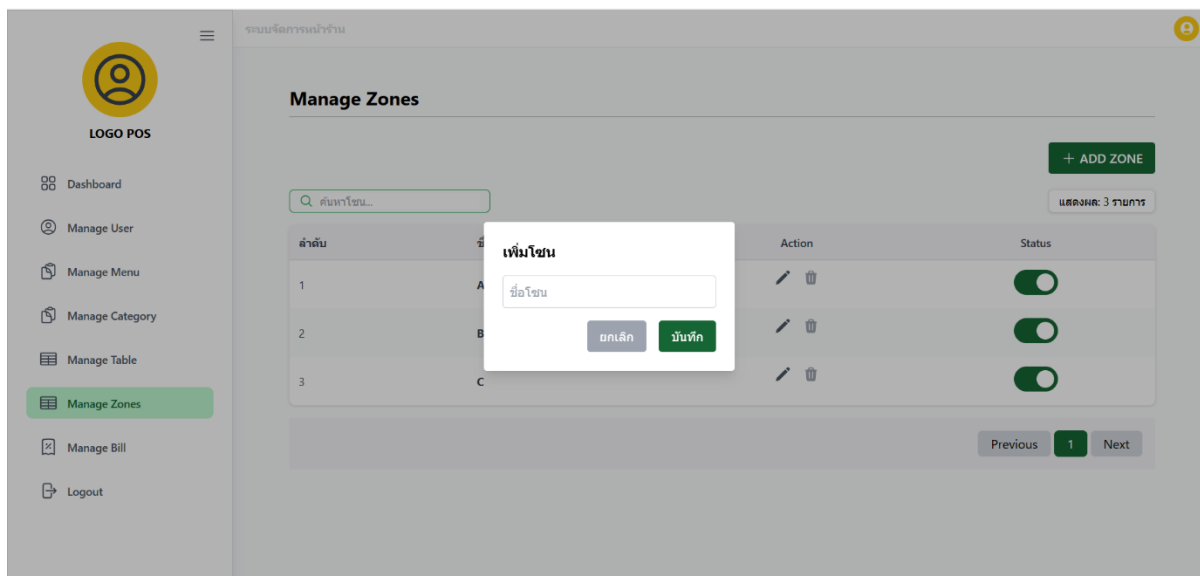 ระบบจัดการหน้าร้าน
LOGO POS
Dashboard
Manage User
Manage Menu
Manage Category
Manage Table
Manage Zones
Manage Bill
Logout
Manage Zones
+ ADD ZONE
ค้นหาโซน...
แสดงผล: 3 รายการ
ลำดับ Action Status
1 A
2 B
3 C
เพิ่มโซน
ชื่อโซน
ยกเลิก บันทึก
Previous 1 Next